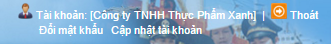 Tài khoản: [Công ty TNHH Thực Phẩm Xanh] | Thoát
Đổi mật khẩu Cập nhật tài khoản